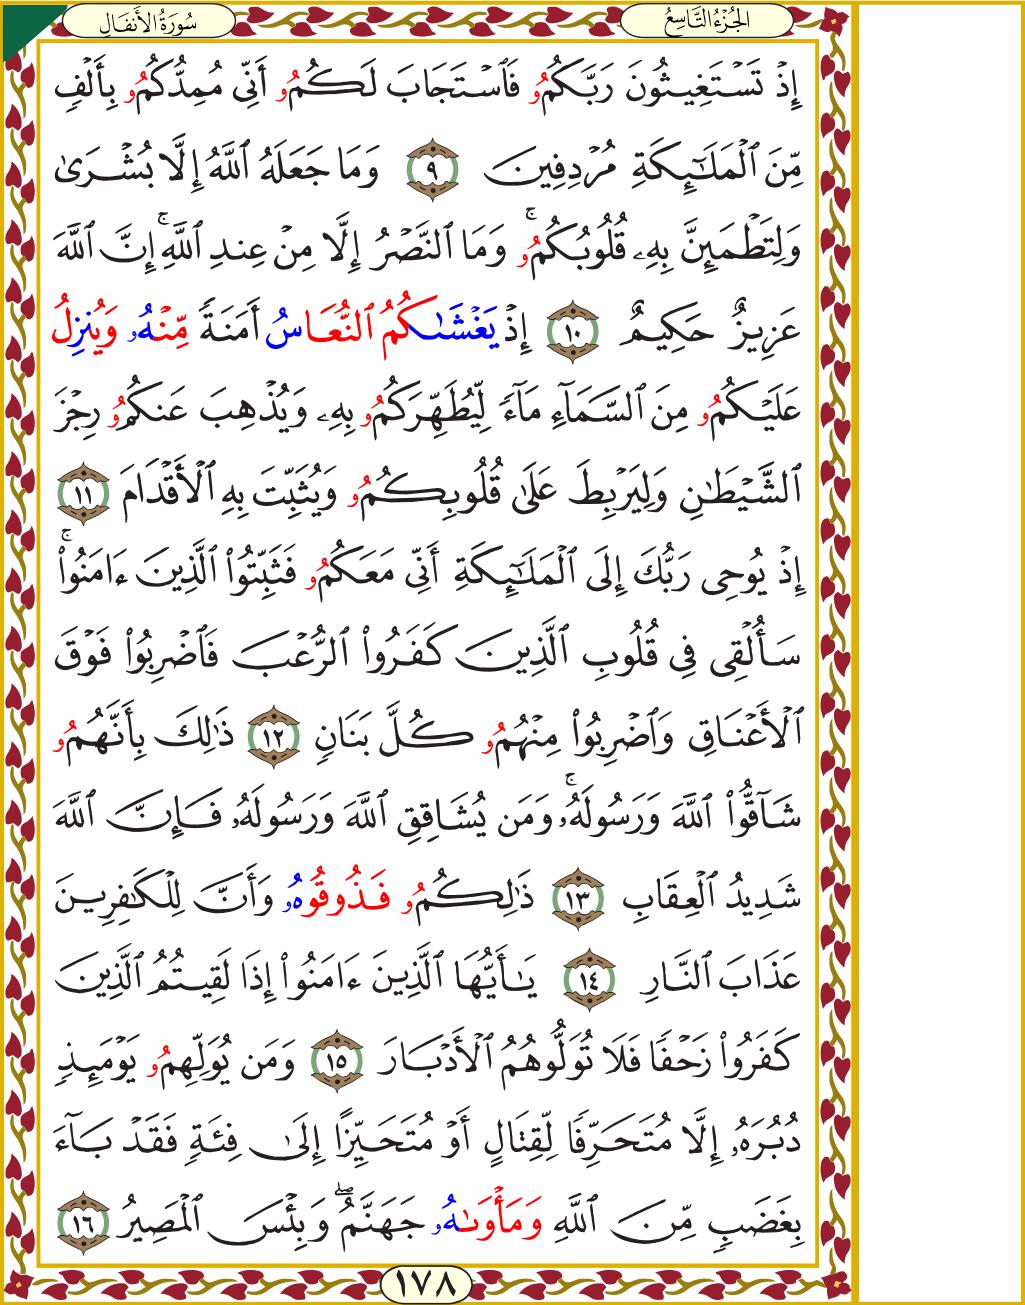 الجُزْءُ التَّاسِعُ
سُورَةُ الأَنفَالِ
إِذْ تَسْتَغِيثُونَ رَبَّكُمُۥ فَٱسْتَجَابَ لَكُمُۥ أَنِّى مُمِدُّكُمُۥ بِأَلْفٍ
مِّنَ ٱلْمَلَٰٓئِكَةِ مُرْدِفِينَ ٩ وَمَا جَعَلَهُ ٱللَّهُ إِلَّا بُشْرَىٰ
وَلِتَطْمَئِنَّ بِهِۦ قُلُوبُكُمُۥ ۚ وَمَا ٱلنَّصْرُ إِلَّا مِنْ عِندِ ٱللَّهِ ۚ إِنَّ ٱللَّهَ
عَزِيزٌ حَكِيمٌ ١٠ إِذْ يَغْشَىٰكُمُ ٱلنُّعَاسُ أَمَنَةً مِّنْهُۥ وَيُنزِلُ
عَلَيْكُمُۥ مِنَ ٱلسَّمَآءِ مَآءً لِّيُطَهِّرَكُمُۥ بِهِۦ وَيُذْهِبَ عَنكُمُۥ رِجْزَ
ٱلشَّيْطَٰنِ وَلِيَرْبِطَ عَلَىٰ قُلُوبِكُمُۥ وَيُثَبِّتَ بِهِ ٱلْأَقْدَامَ ١١
إِذْ يُوحِى رَبُّكَ إِلَى ٱلْمَلَٰٓئِكَةِ أَنِّى مَعَكُمُۥ فَثَبِّتُوا۟ ٱلَّذِينَ ءَامَنُوا۟ ۚ
سَأُلْقِى فِى قُلُوبِ ٱلَّذِينَ كَفَرُوا۟ ٱلرُّعْبَ فَٱضْرِبُوا۟ فَوْقَ
ٱلْأَعْنَاقِ وَٱضْرِبُوا۟ مِنْهُمُۥ كُلَّ بَنَانٍ ١٢ ذَٰلِكَ بِأَنَّهُمُۥ
شَآقُّوا۟ ٱللَّهَ وَرَسُولَهُۥ ۚ وَمَن يُشَاقِقِ ٱللَّهَ وَرَسُولَهُۥ فَإِنَّ ٱللَّهَ
شَدِيدُ ٱلْعِقَابِ ١٣ ذَٰلِكُمُۥ فَذُوقُوهُۥ وَأَنَّ لِلْكَٰفِرِينَ
عَذَابَ ٱلنَّارِ ١٤ يَٰٓأَيُّهَا ٱلَّذِينَ ءَامَنُوا۟ إِذَا لَقِيتُمُ ٱلَّذِينَ
كَفَرُوا۟ زَحْفًا فَلَا تُوَلُّوهُمُ ٱلْأَدْبَارَ ١٥ وَمَن يُوَلِّهِمُۥ يَوْمَئِذٍ
دُبُرَهُۥٓ إِلَّا مُتَحَرِّفًا لِّقِتَالٍ أَوْ مُتَحَيِّزًا إِلَىٰ فِئَةٍ فَقَدْ بَآءَ
بِغَضَبٍ مِّنَ ٱللَّهِ وَمَأْوَىٰهُۥ جَهَنَّمُ ۖ وَبِئْسَ ٱلْمَصِيرُ ١٦
١٧٨